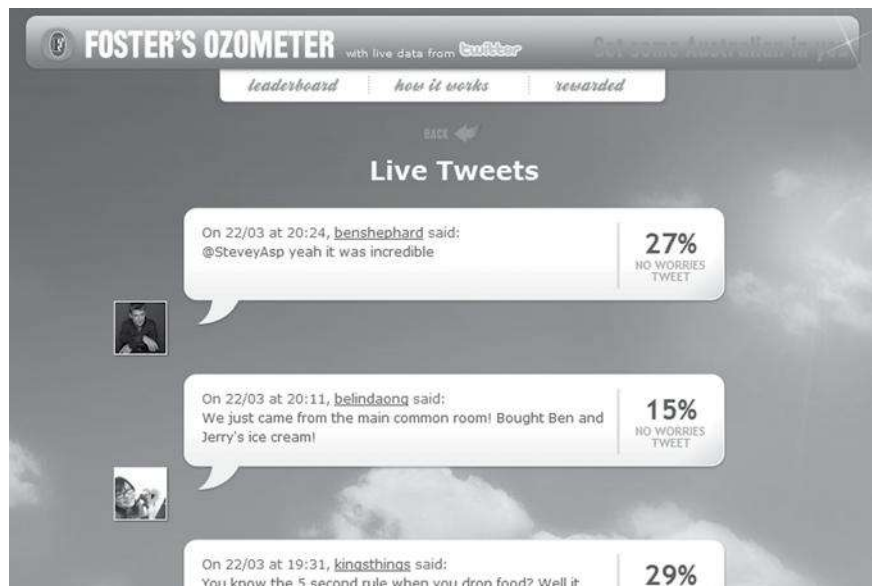 F FOSTER'S OZOMETER with live data from twitter Get some Australian in you
leaderboard how it works rewarded
BACK
Live Tweets
On 22/03 at 20:24, benshephard said:
@SteveyAsp yeah it was incredible
27%
NO WORRIES
TWEET
On 22/03 at 20:11, belindaong said:
We just came from the main common room! Bought Ben and
Jerry's ice cream!
15%
NO WORRIES
TWEET
On 22/03 at 19:31, kingsthings said:
You know the 5 second rule when you drop food? Well it
29%